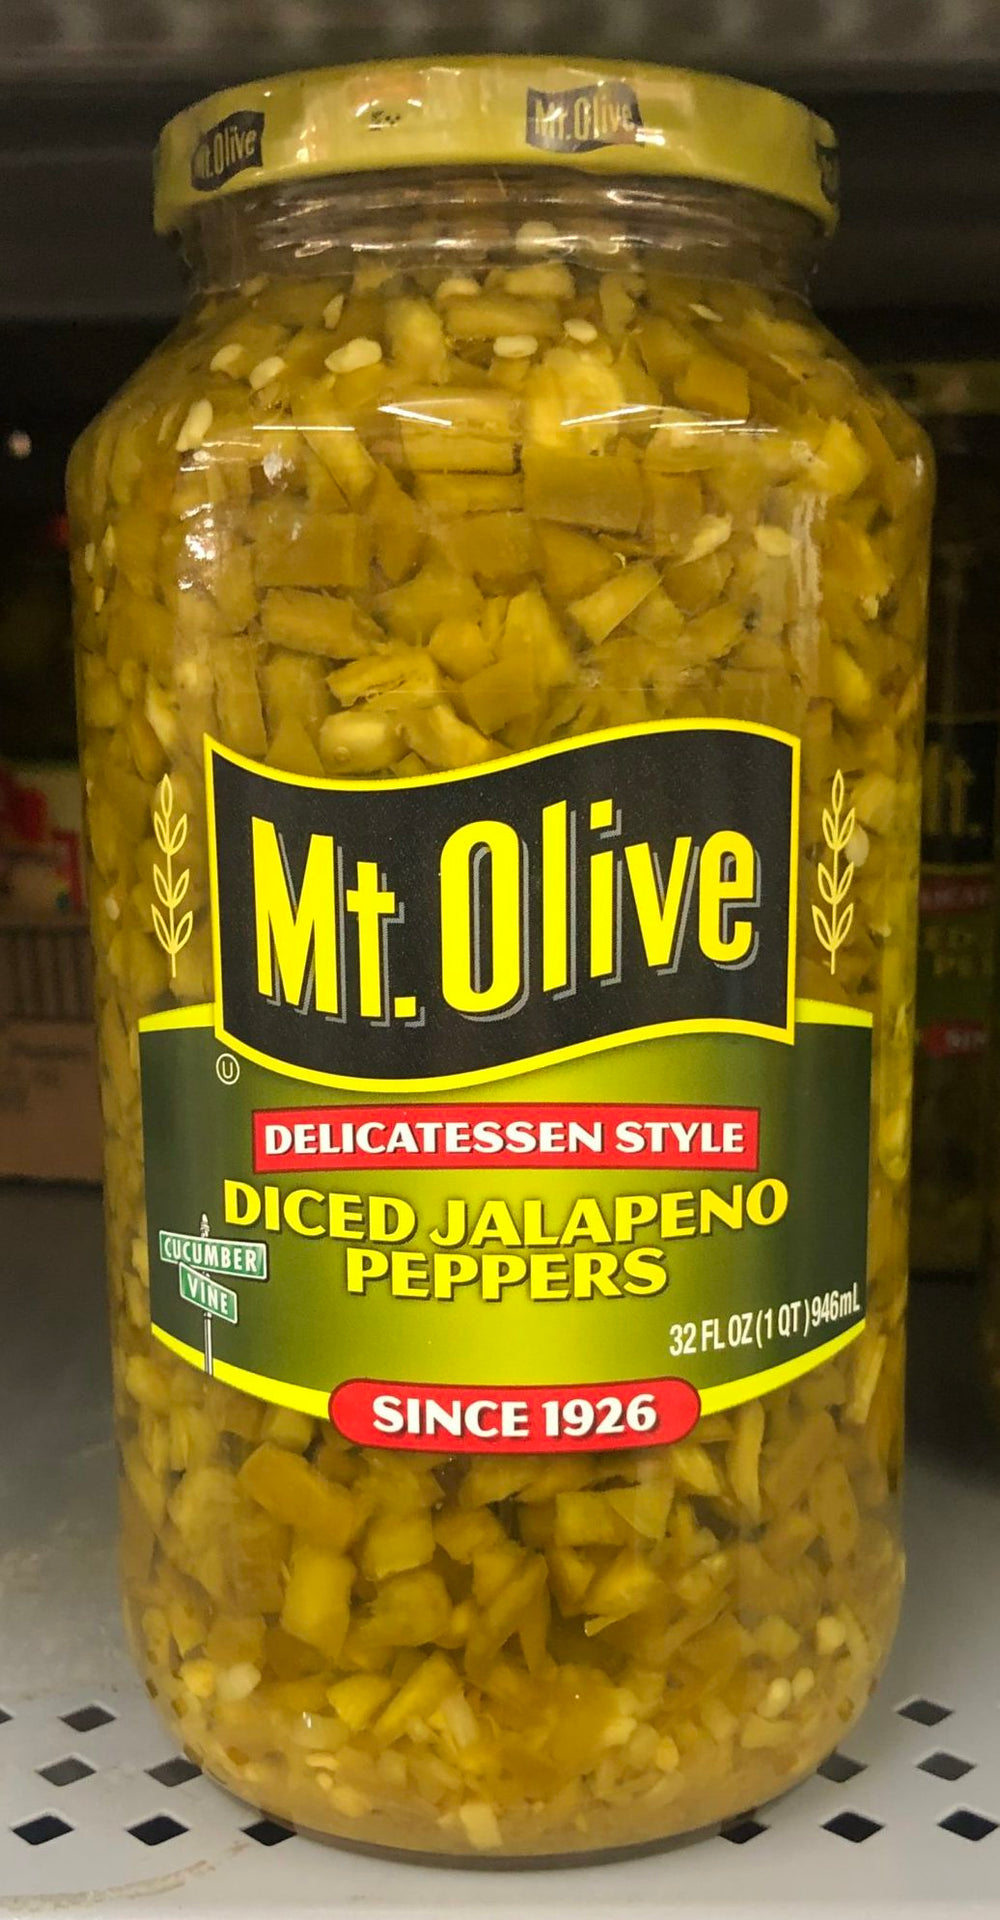 Mt.Olive
Mt.Olive
Mt. Olive
U
DELICATESSEN STYLE
DICED JALAPENO
PEPPERS
CUCUMBER
VINE
32 FL OZ (1 QT) 946mL
SINCE 1926